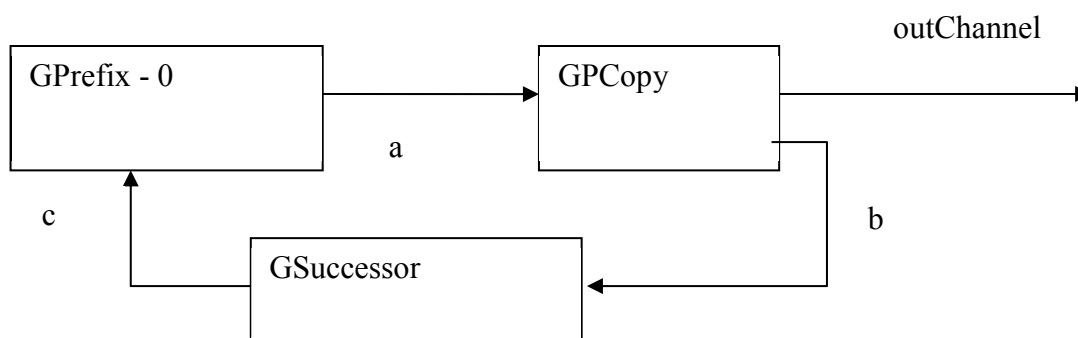 outChannel
GPrefix - 0
GPCopy
a
c
b
GSuccessor